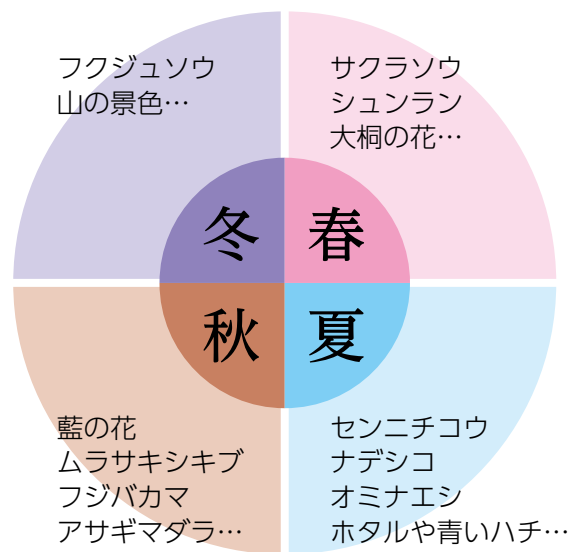 フクジュソウ
山の景色…
サクラソウ
シュンラン
大桐の花…
冬
春
秋
夏
藍の花
ムラサキシキブ
フジバカマ
アサギマダラ…
センニチコウ
ナデシコ
オミナエシ
ホタルや青いハチ…